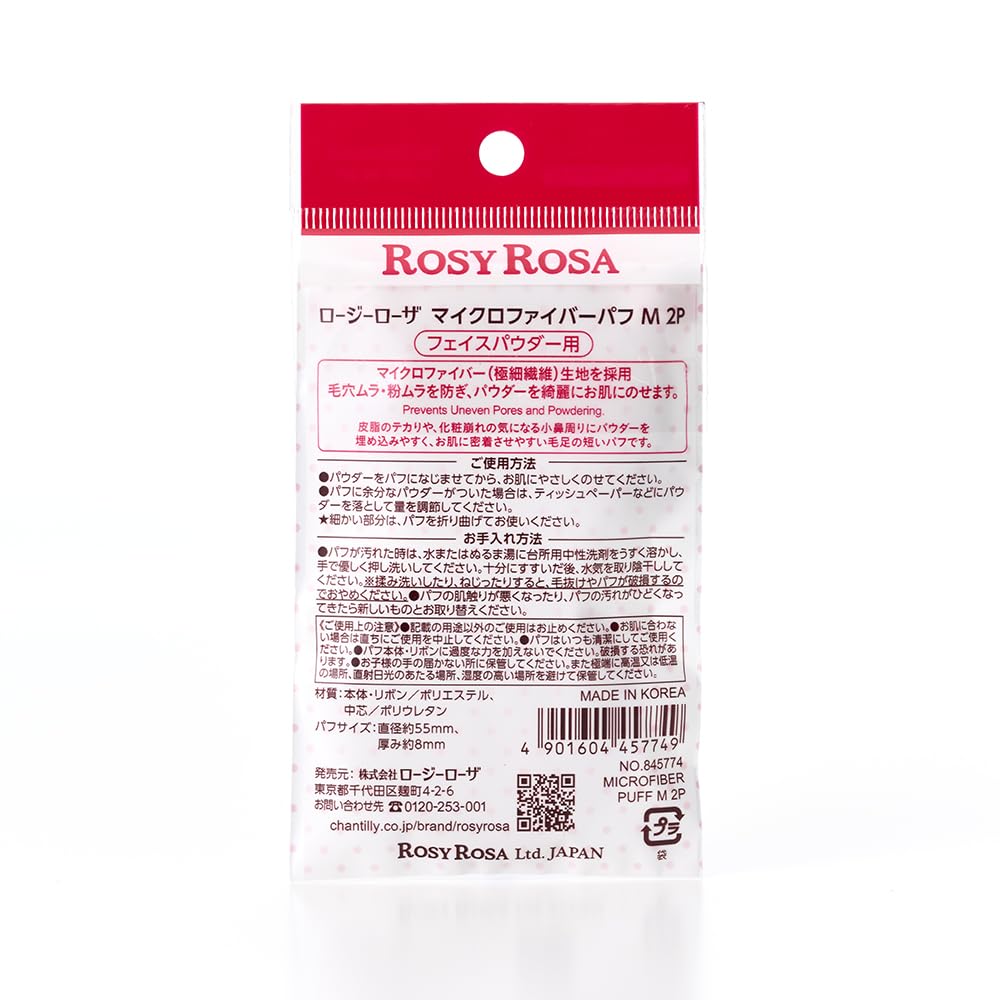 ROSY ROSA
ロージーローザ マイクロファイバーパフ M 2P
フェイスパウダー用
マイクロファイバー(極細繊維)生地を採用
毛穴ムラ・粉ムラを防ぎ、パウダーを綺麗にお肌にのせます。
Prevents Uneven Pores and Powdering.
皮脂のテカりや、化粧崩れの気になる小鼻周りにパウダーを
埋め込みやすく、お肌に密着させやすい毛足の短いパフです。
ご使用方法
●パウダーをパフになじませてから、お肌にやさしくのせてください。
●パフに余分なパウダーがついた場合は、ティッシュペーパーなどにパウ
ダーを落として量を調節してください。
★細かい部分は、パフを折り曲げてお使いください。
お手入れ方法
●パフが汚れた時は、水またはぬるま湯に台所用中性洗剤をうすく溶かし、
手で優しく押し洗いしてください。十分にすすいだ後、水気を取り陰干しして
ください。※揉み洗いしたり、ねじったりすると、毛抜けやパフが破損するの
でおやめください。●パフの肌触りが悪くなったり、パフの汚れがひどくなっ
てきたら新しいものとお取り替えください。
《ご使用上の注意》●記載の用途以外のご使用はお止めください。●お肌に合わな
い場合は直ちにご使用を中止してください。●パフはいつも清潔にしてご使用く
ださい。●パフ本体・リボンに過度な力を加えないでください。破損する恐れがあ
ります。●お子様の手の届かない所に保管してください。また極端に高温又は低温
の場所、直射日光のあたる場所、湿度の高い場所を避けて保管してください。
材質:本体・リボン/ポリエステル、
中芯/ポリウレタン
パフサイズ:直径約55mm、
厚み約8mm
MADE IN KOREA
4 901604 457749
NO.845774
MICROFIBER
PUFF M 2P
発売元:株式会社ロージーローザ
東京都千代田区麹町4-2-6
お問い合わせ先 ☎0120-253-001
chantilly.co.jp/brand/rosyrosa
プラ
袋
ROSY ROSA Ltd. JAPAN